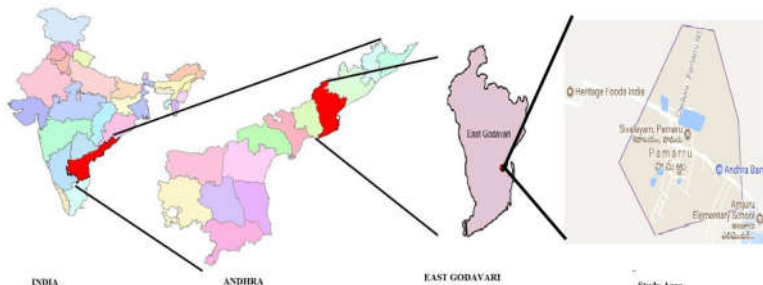 East Godavari
Heritage Foods India
Sivalayam, Pamarru
Pamarru
పామర్రు
Andhra Ban
Amjuru
Elementary School
INDIA
ANDHRA
EAST GODAVARI
Study Area